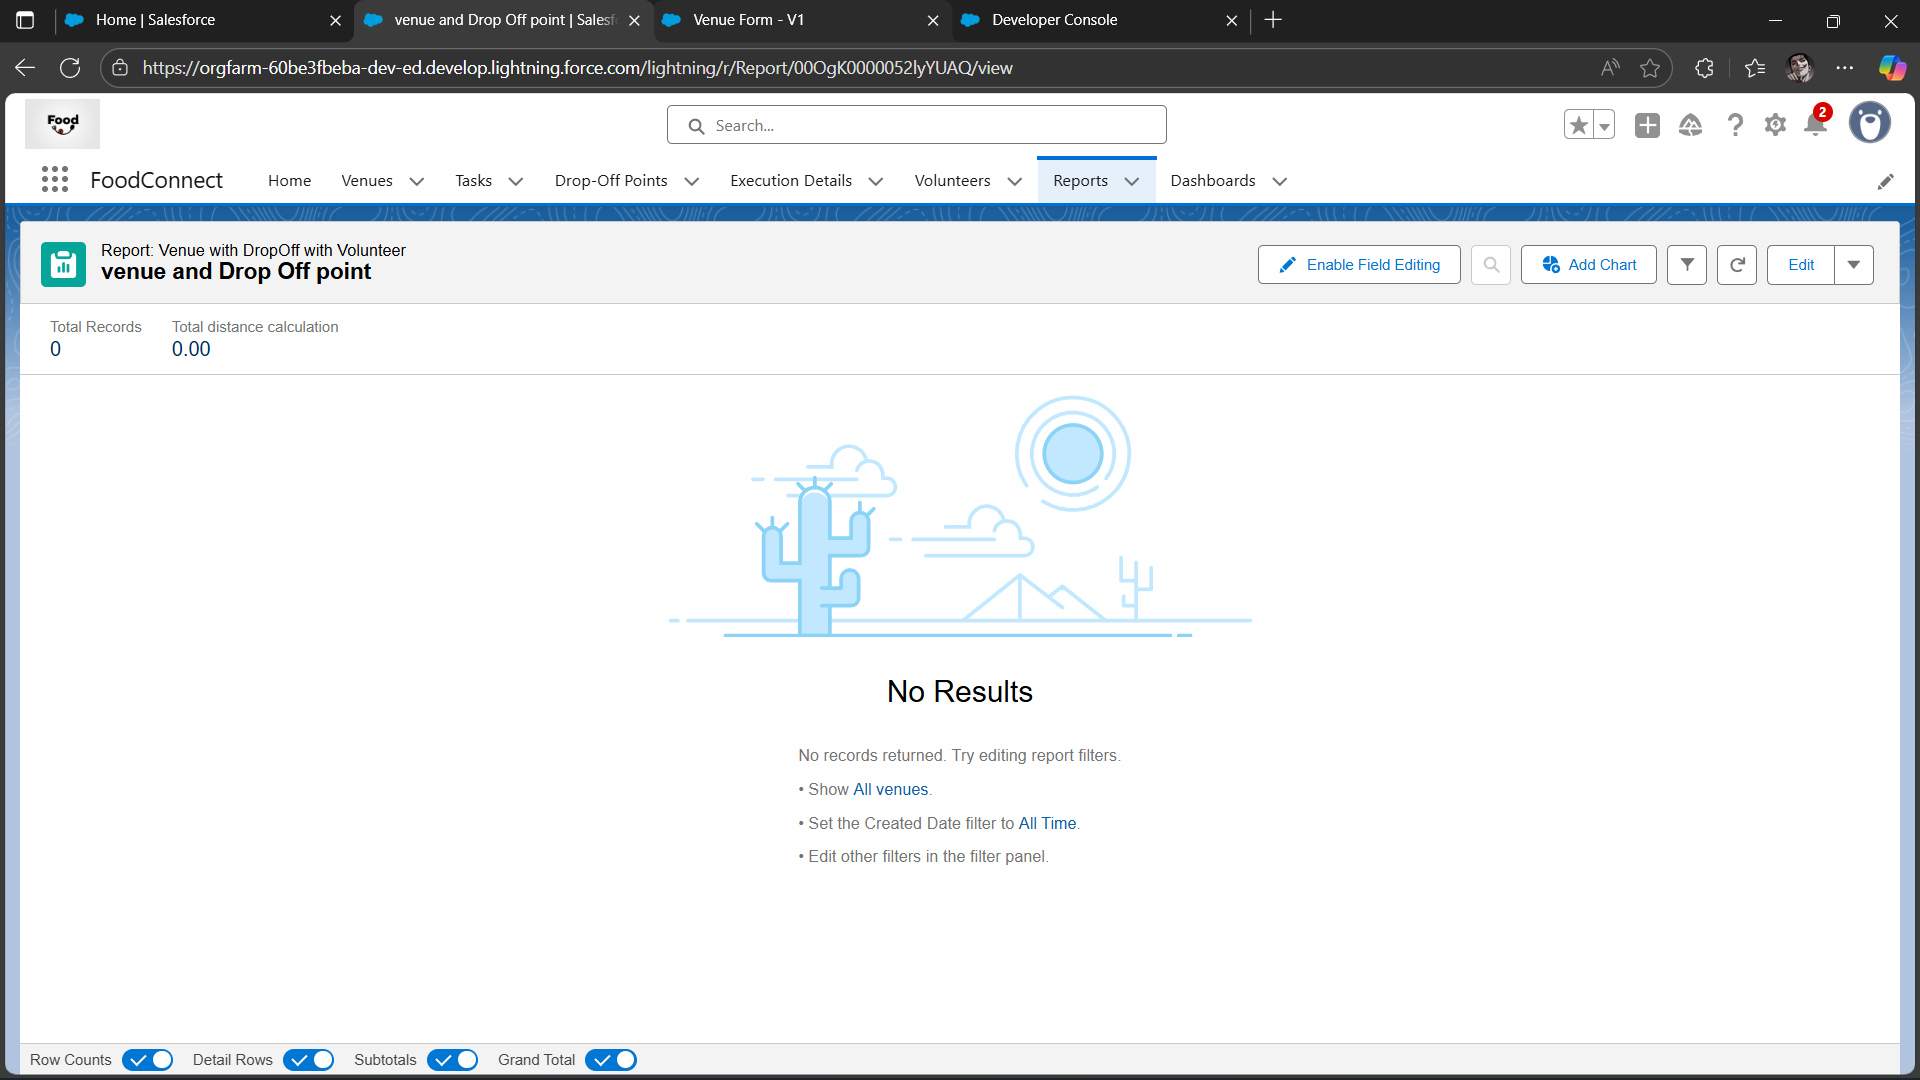 Home | Salesforce
venue and Drop Off point | Salesf
Venue Form - V1
Developer Console
https://orgfarm-60be3fbeba-dev-ed.develop.lightning.force.com/lightning/r/Report/00OgK0000052lyYUAQ/view
Food
Search...
2
FoodConnect
Home
Venues
Tasks
Drop-Off Points
Execution Details
Volunteers
Reports
Dashboards
Report: Venue with DropOff with Volunteer
venue and Drop Off point
Enable Field Editing
Add Chart
Edit
Total Records
0
Total distance calculation
0.00
No Results
No records returned. Try editing report filters.
• Show All venues.
• Set the Created Date filter to All Time.
• Edit other filters in the filter panel.
Row Counts
Detail Rows
Subtotals
Grand Total